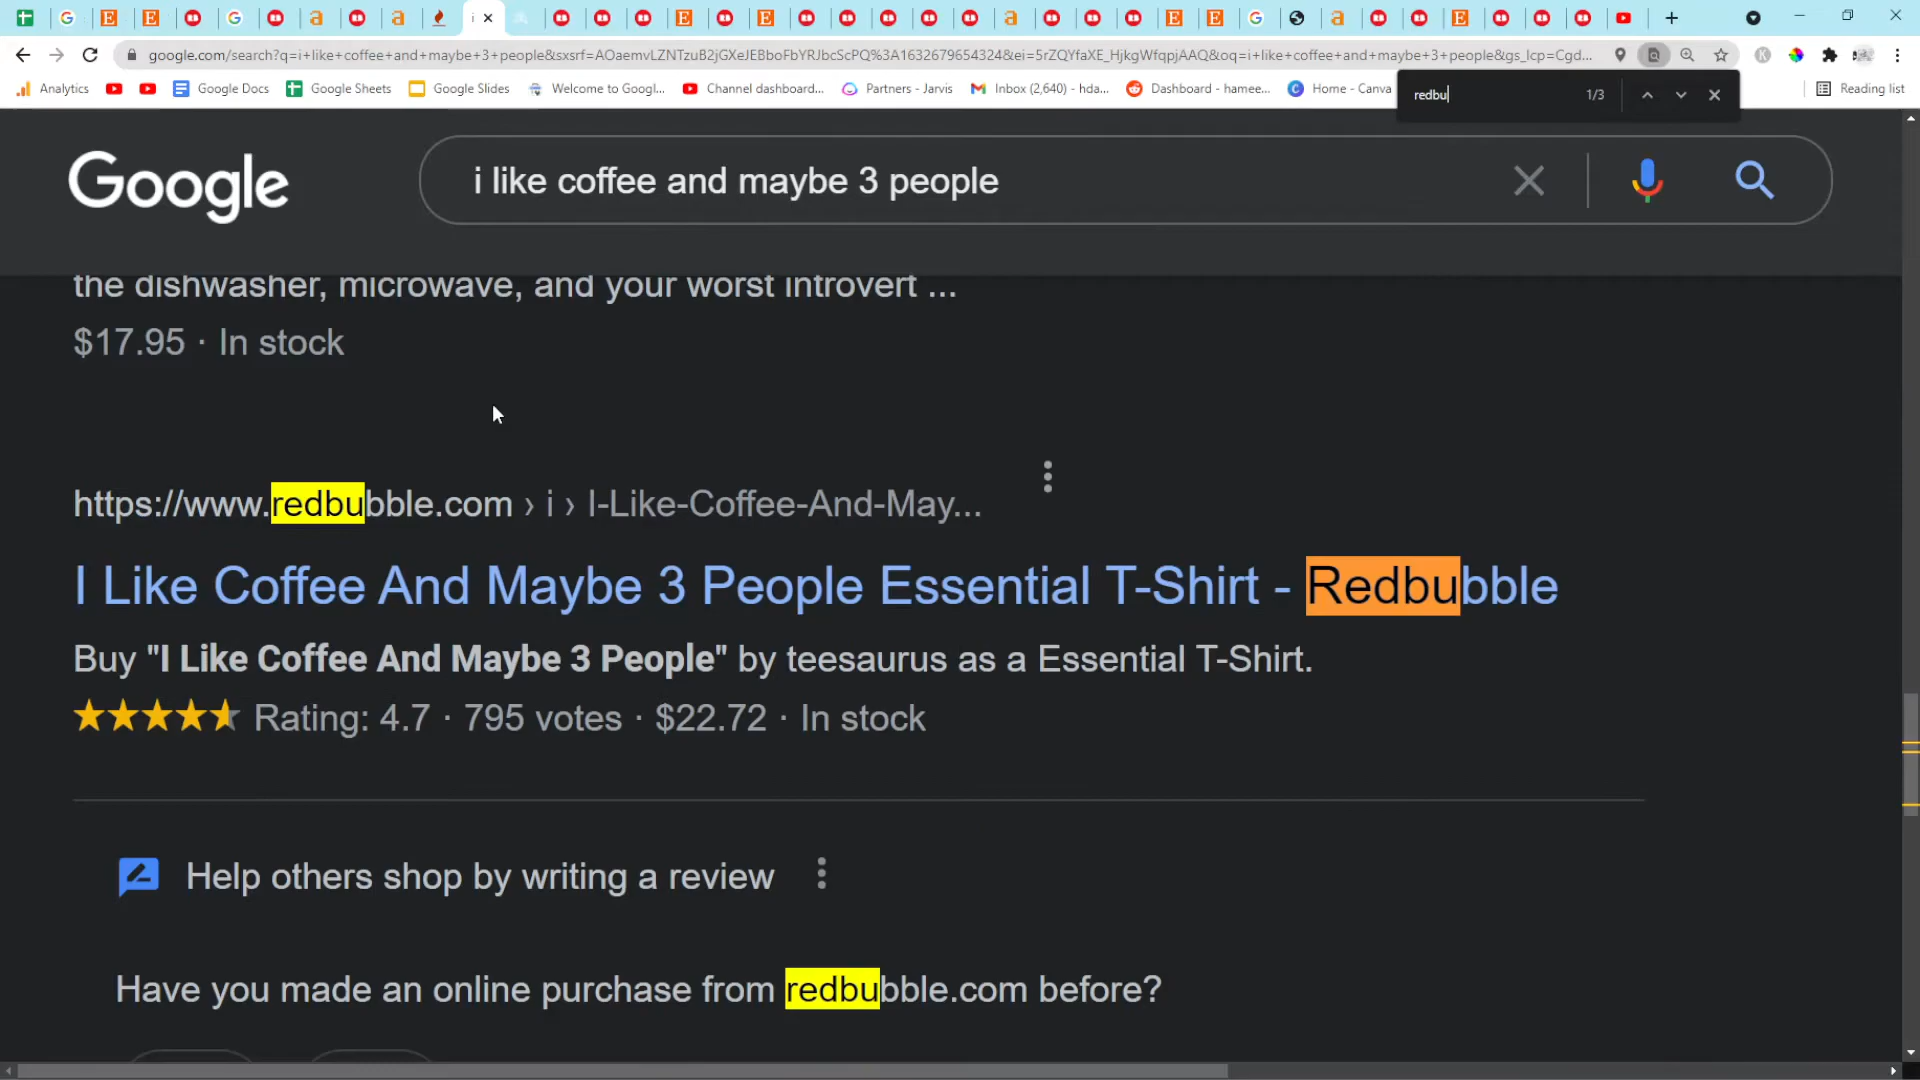 google.com/search?q=i+like+coffee+and+maybe+3+people&sxsrf=AOaemvLZNTzuB2jGXeJEBboFbYRJbcScPQ%3A1632679654324&ei=5rZQYfaXE_HjkgWfqpjAAQ&oq=i+like+coffee+and+maybe+3+people&gs_lcp=Cgd...
Analytics Google Docs Google Sheets Google Slides Welcome to Googl... Channel dashboard... Partners - Jarvis Inbox (2,640) - hda... Dashboard - hamee... Home - Canva Reading list
redbu 1/3
Google i like coffee and maybe 3 people
the dishwasher, microwave, and your worst introvert ...
$17.95 · In stock
https://www.redbubble.com › i › I-Like-Coffee-And-May...
I Like Coffee And Maybe 3 People Essential T-Shirt - Redbubble
Buy "I Like Coffee And Maybe 3 People" by teesaurus as a Essential T-Shirt.
Rating: 4.7 · 795 votes · $22.72 · In stock
Help others shop by writing a review
Have you made an online purchase from redbubble.com before?